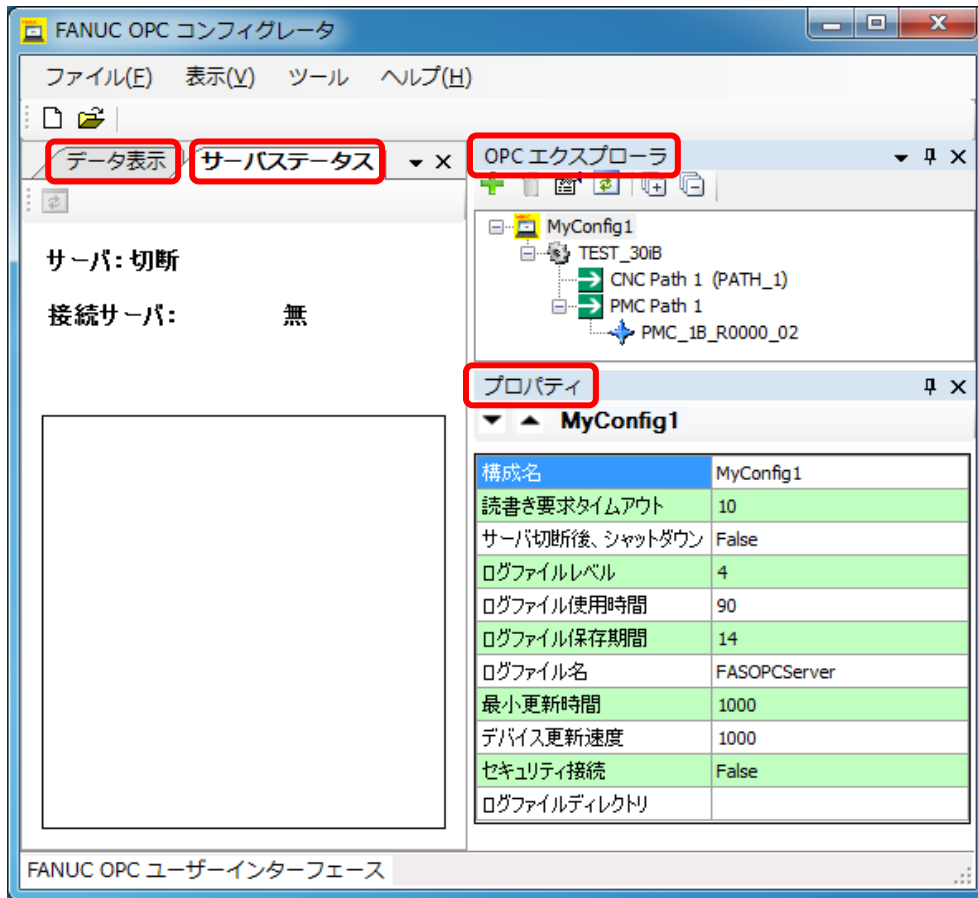 FANUC OPC コンフィグレータ
ファイル(F) 表示(V) ツール ヘルプ(H)
データ表示 サーバステータス
サーバ: 切断
接続サーバ: 無
OPC エクスプローラ
MyConfig1
TEST_30iB
CNC Path 1 (PATH_1)
PMC Path 1
PMC_1B_R0000_02
プロパティ
MyConfig1
構成名 MyConfig1
読書き要求タイムアウト 10
サーバ切断後、シャットダウン False
ログファイルレベル 4
ログファイル使用時間 90
ログファイル保存期間 14
ログファイル名 FASOPCServer
最小更新時間 1000
デバイス更新速度 1000
セキュリティ接続 False
ログファイルディレクトリ
FANUC OPC ユーザーインターフェース